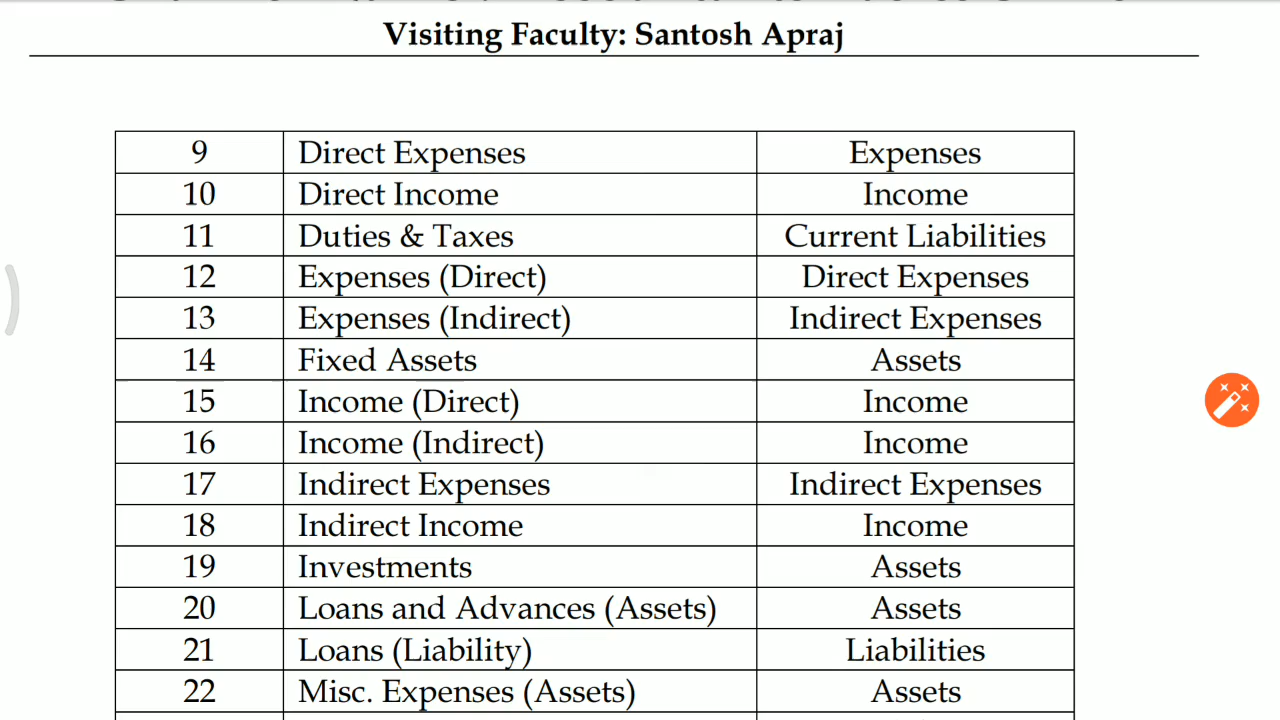 Visiting Faculty: Santosh Apraj
9 Direct Expenses Expenses
10 Direct Income Income
11 Duties & Taxes Current Liabilities
12 Expenses (Direct) Direct Expenses
13 Expenses (Indirect) Indirect Expenses
14 Fixed Assets Assets
15 Income (Direct) Income
16 Income (Indirect) Income
17 Indirect Expenses Indirect Expenses
18 Indirect Income Income
19 Investments Assets
20 Loans and Advances (Assets) Assets
21 Loans (Liability) Liabilities
22 Misc. Expenses (Assets) Assets